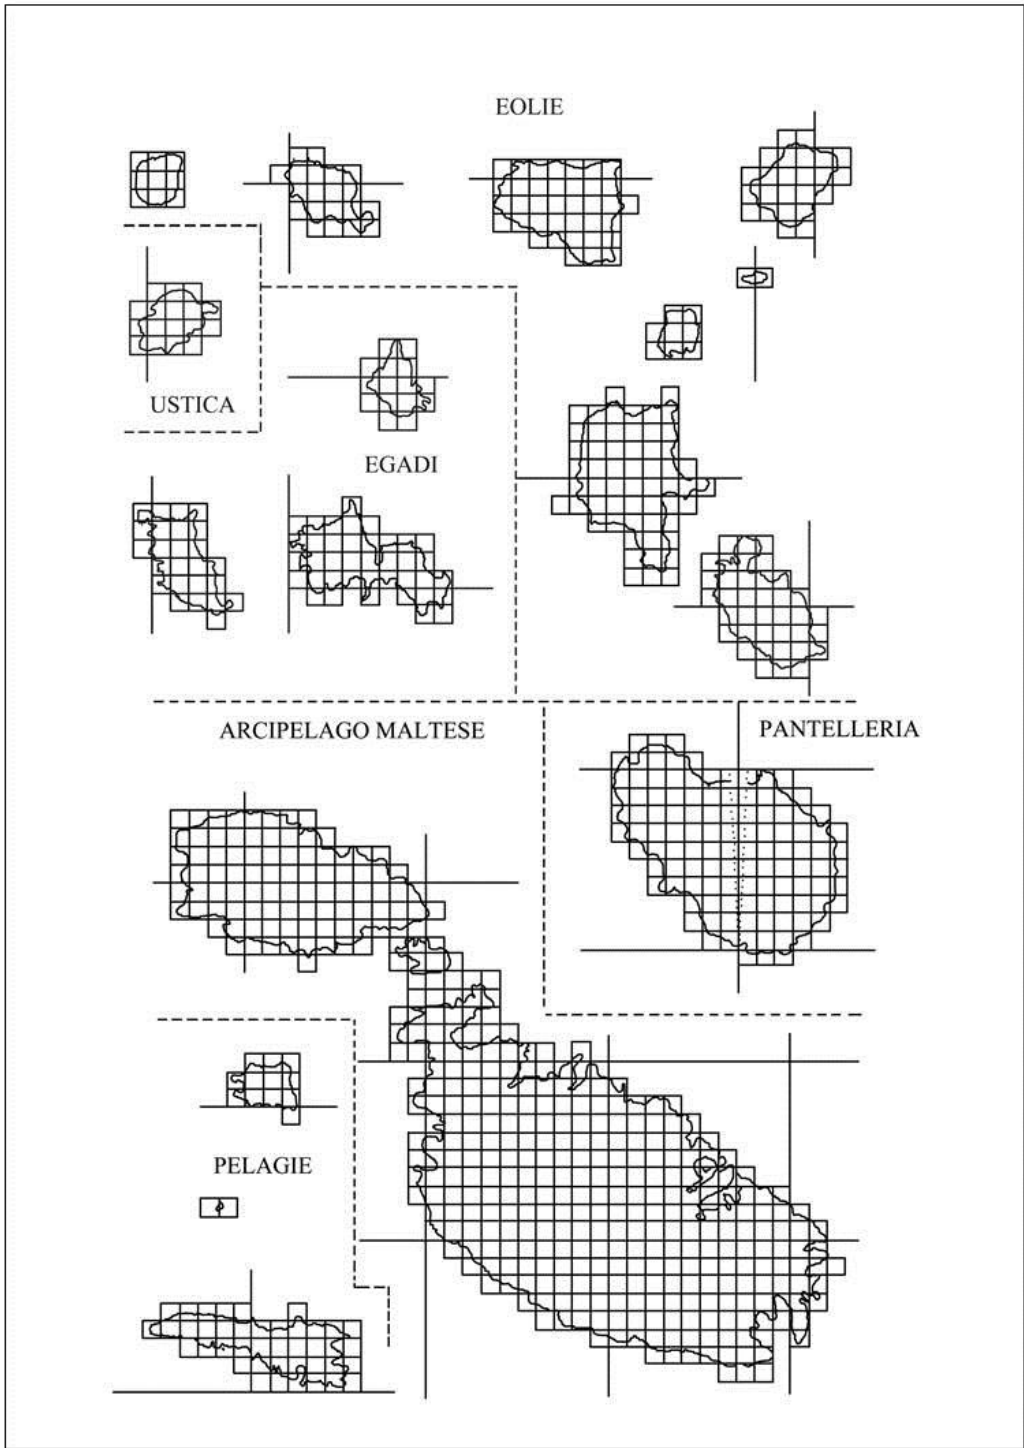 EOLIE
USTICA
EGADI
ARCIPELAGO MALTESE
PANTELLERIA
PELAGIE